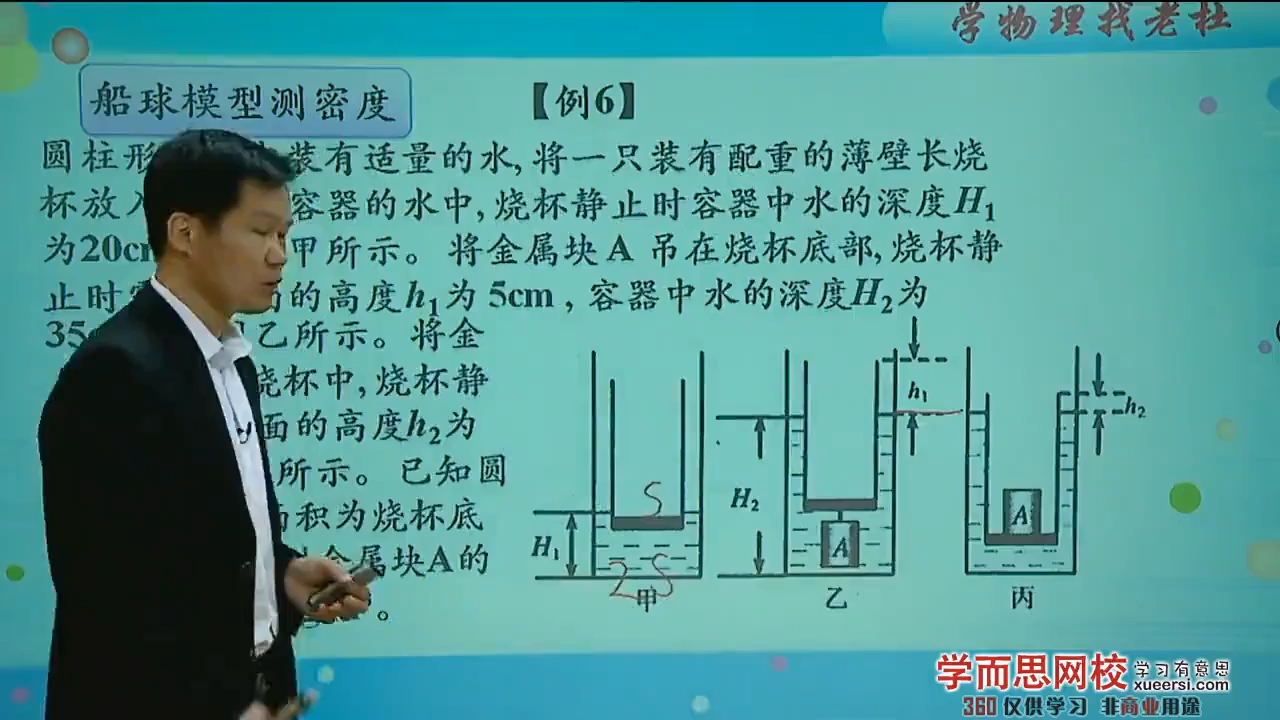 学物理找老杜
船球模型测密度
【例6】
圆柱形 装有适量的水,将一只装有配重的薄壁长烧
杯放入 容器的水中,烧杯静止时容器中水的深度H₁
为20cm 甲所示。将金属块A 吊在烧杯底部,烧杯静
止时 的高度h₁为5cm,容器中水的深度H₂为
35 乙所示。将金
烧杯中,烧杯静
面的高度h₂为
所示。已知圆
面积为烧杯底
金属块A的
。
S
2S
H₁
甲
H₂
h₁
A
乙
h₂
A
丙
学而思网校 学习有意思
xueersi.com
360 仅供学习 非商业用途